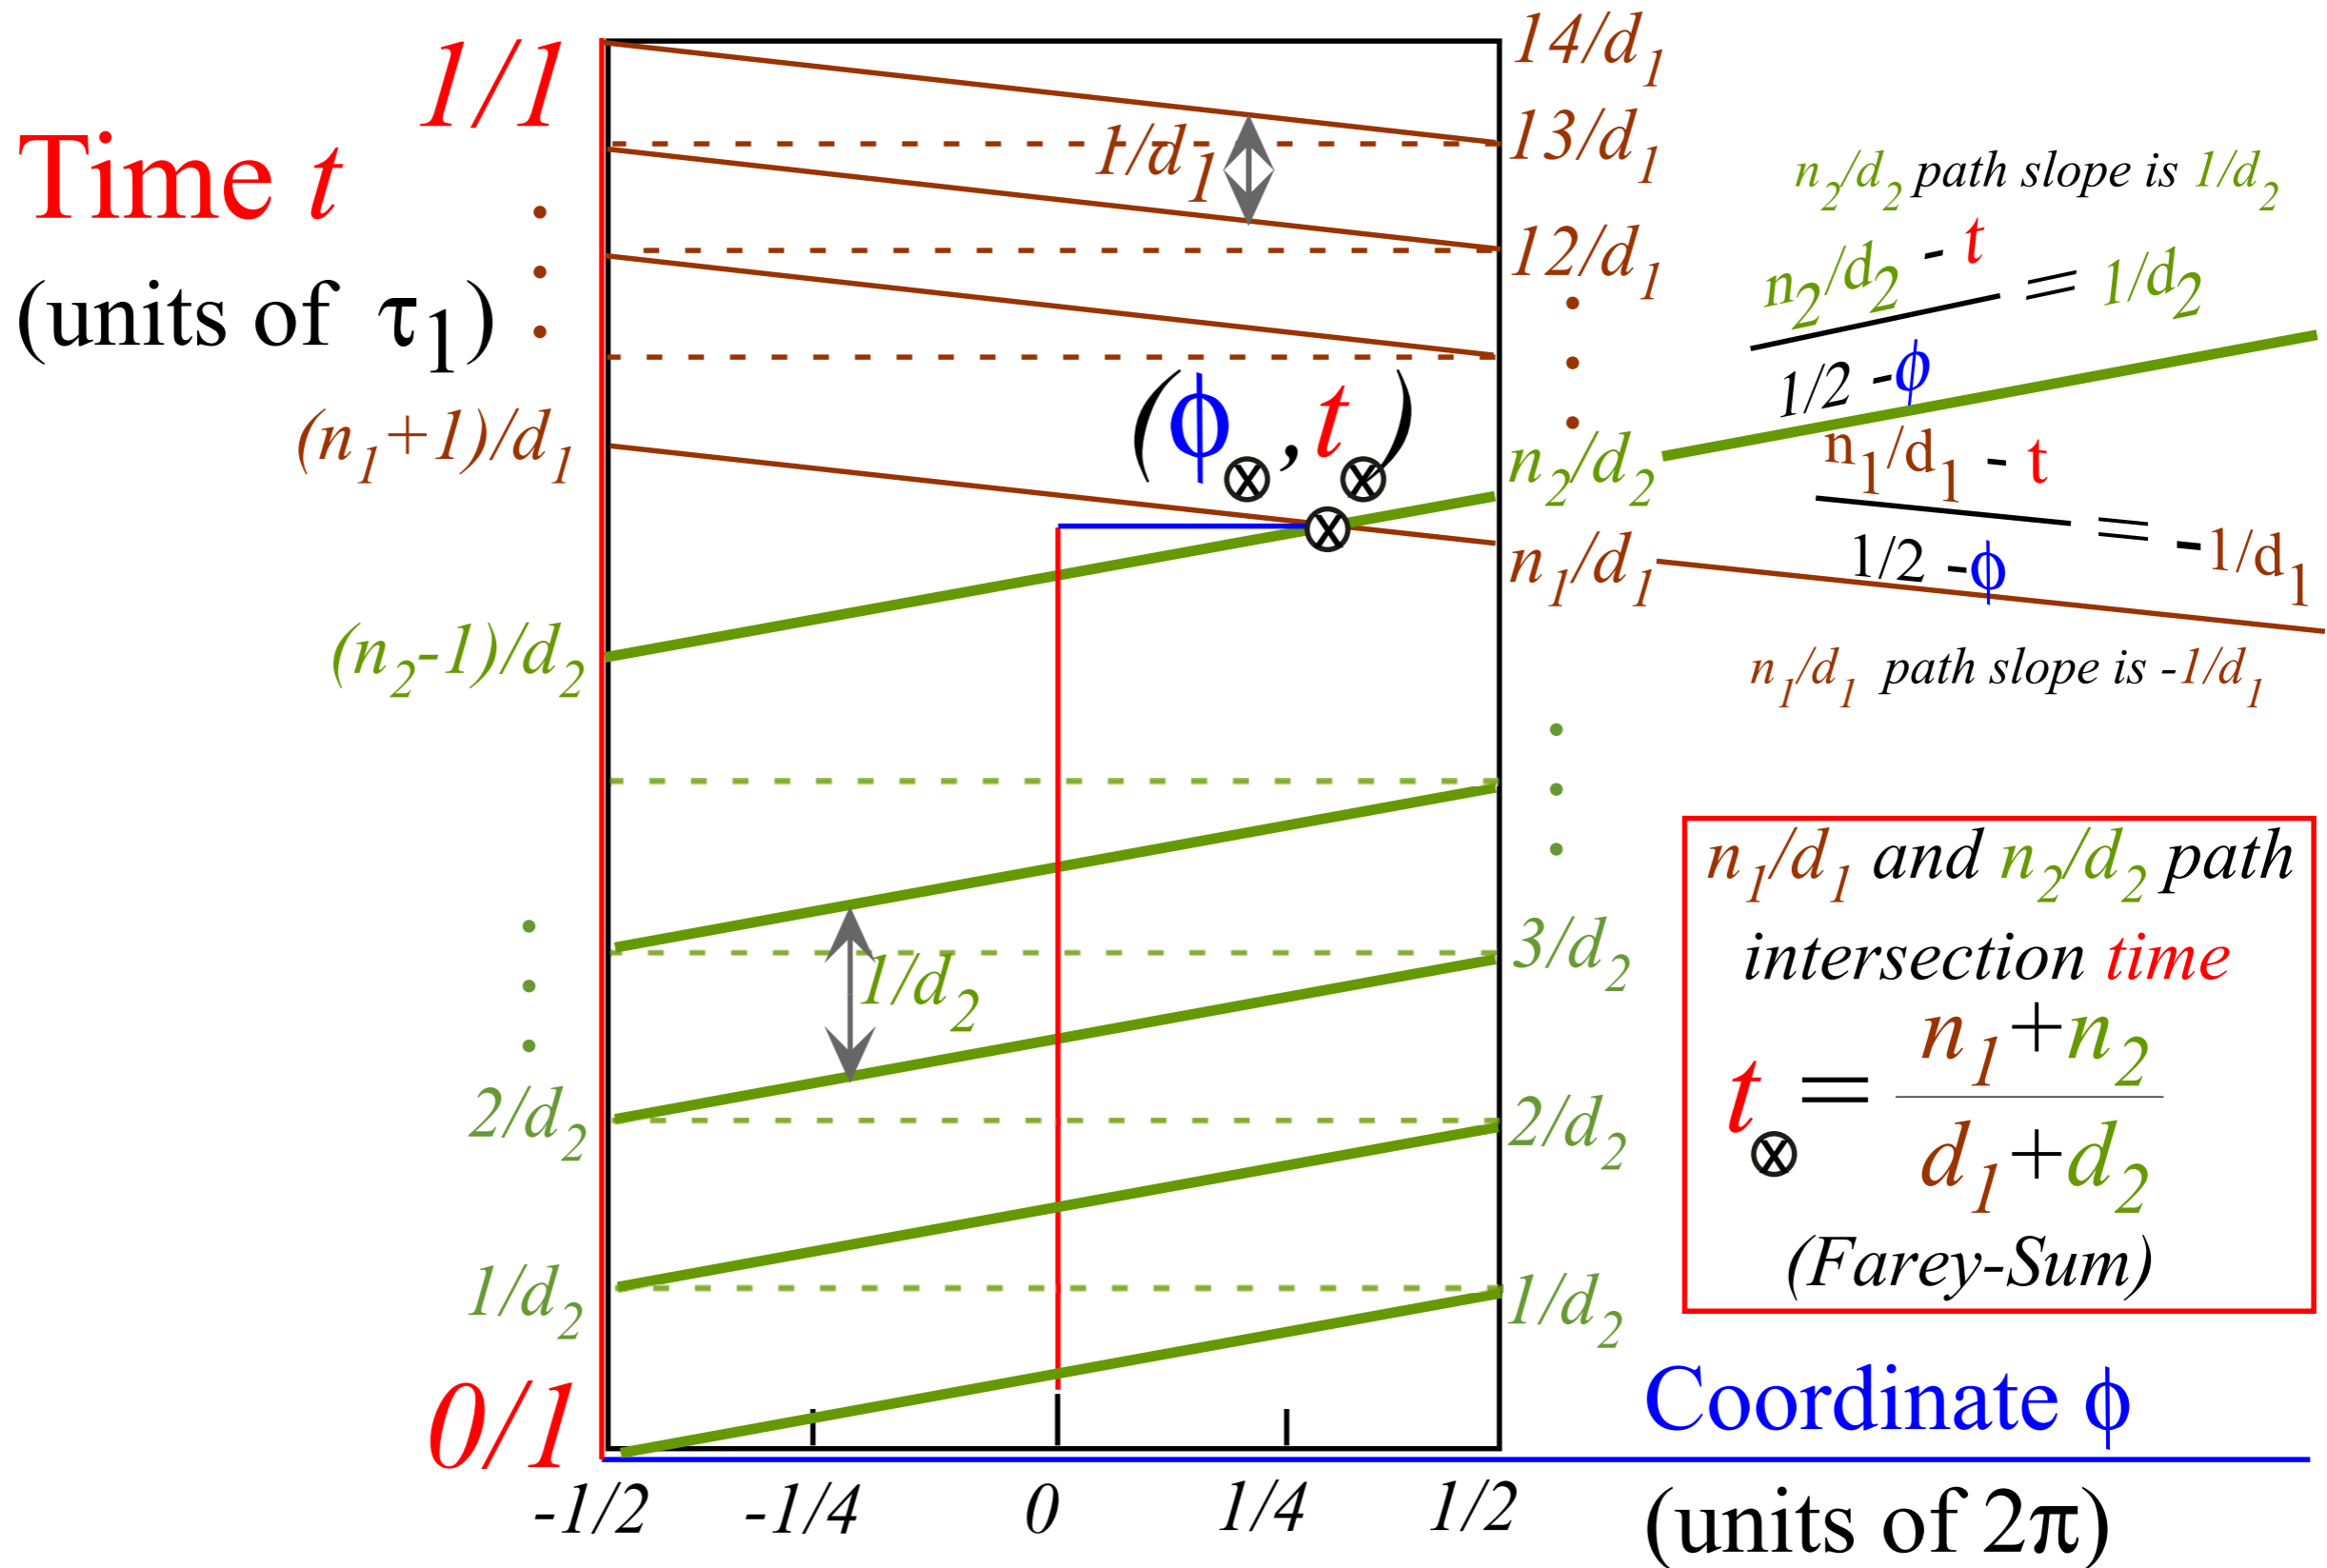 1/1
Time t
(units of τ₁)
(n₁+1)/d₁
(n₂-1)/d₂
2/d₂
1/d₂
0/1
1/d₁
(ϕ⊗,t⊗)
1/d₂
14/d₁
13/d₁
12/d₁
n₂/d₂
n₁/d₁
3/d₂
2/d₂
1/d₂
-1/2 -1/4 0 1/4 1/2
n₂/d₂ path slope is 1/d₂
n₂/d₂ - t
= 1/d₂
1/2 -ϕ
n₁/d₁ - t
= -1/d₁
1/2 -ϕ
n₁/d₁ path slope is -1/d₁
n₁/d₁ and n₂/d₂ path
intersection time
n₁+n₂
t⊗ =
d₁+d₂
(Farey-Sum)
Coordinate ϕ
(units of 2π)